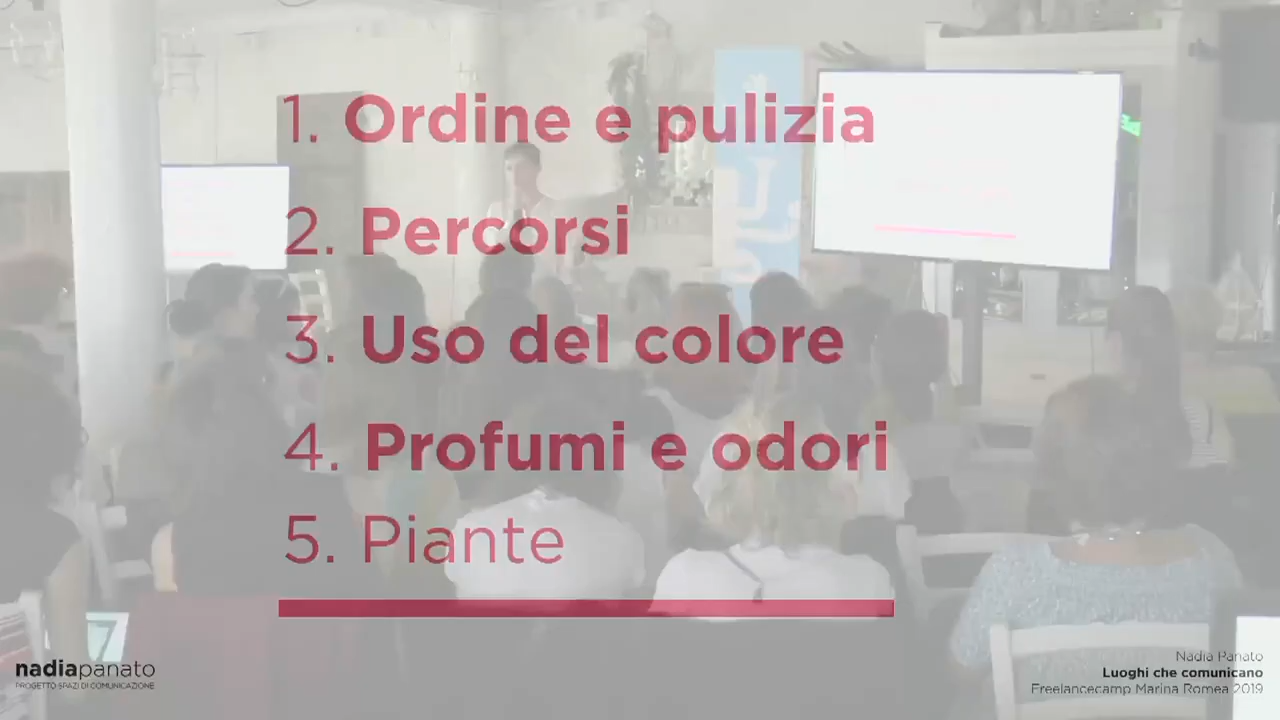 1. Ordine e pulizia
2. Percorsi
3. Uso del colore
4. Profumi e odori
5. Piante
nadiapanato
PROGETTO SPAZI DI COMUNICAZIONE
Nadia Panato
Luoghi che comunicano
Freelancecamp Marina Romea 2019